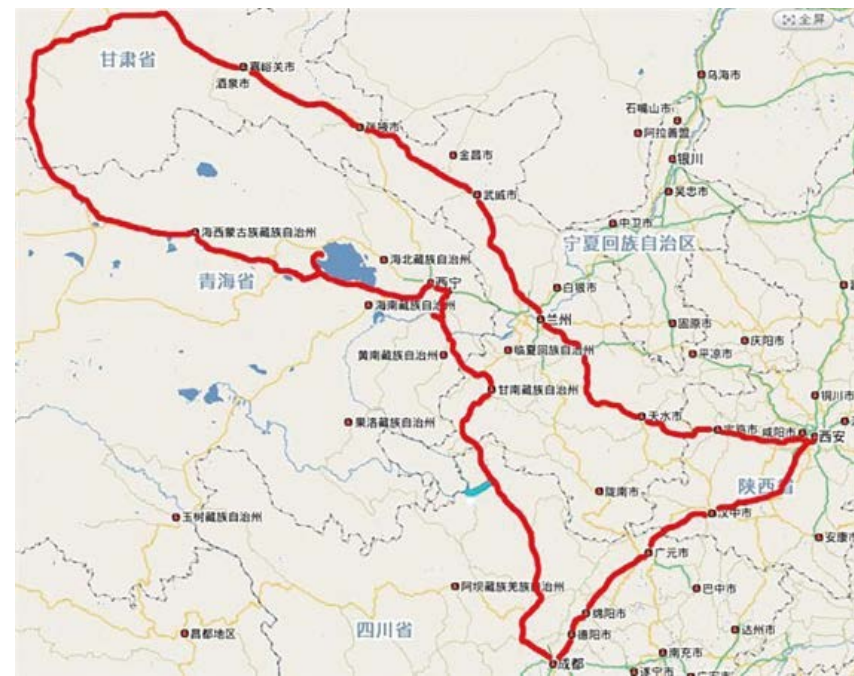 全屏
甘肃省
嘉峪关市
酒泉市
乌海市
石嘴山市
阿拉善盟
张掖市
金昌市
银川
武威市
吴忠市
中卫市
海西蒙古族藏族自治州
宁夏回族自治区
海北藏族自治州
青海省
西宁
白银市
海南藏族自治州
兰州
固原市
庆阳市
黄南藏族自治州
临夏回族自治州
平凉市
甘南藏族自治州
铜川市
果洛藏族自治州
天水市
宝鸡市
咸阳市
西安
陕西省
陇南市
玉树藏族自治州
汉中市
安康市
广元市
阿坝藏族羌族自治州
巴中市
绵阳市
昌都地区
四川省
德阳市
达州市
南充市
成都
遂宁市